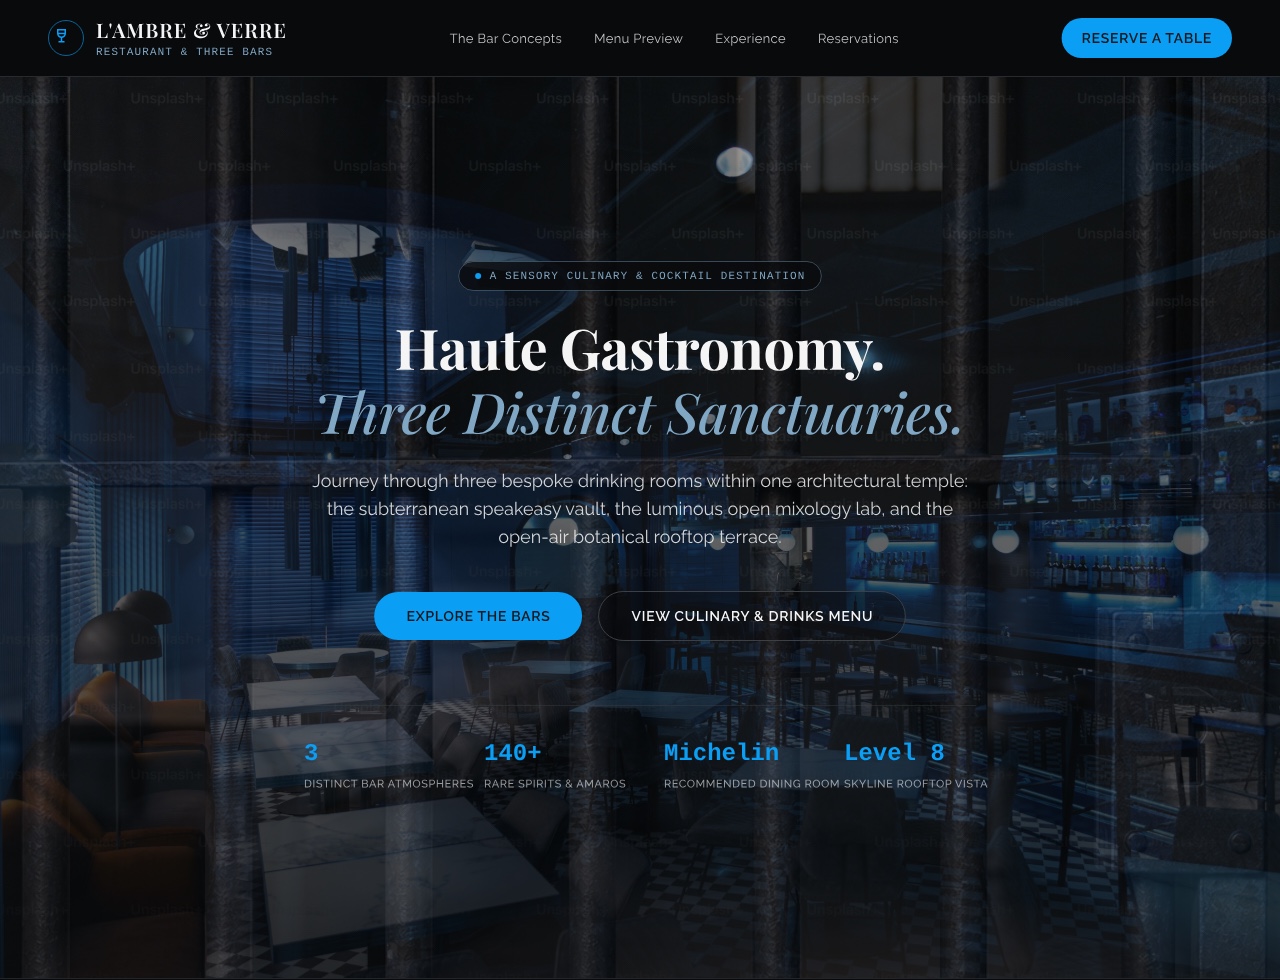 L'AMBRE & VERRE
RESTAURANT & THREE BARS
The Bar Concepts
Menu Preview
Experience
Reservations
RESERVE A TABLE
Unsplash+
A SENSORY CULINARY & COCKTAIL DESTINATION
Haute Gastronomy.
Three Distinct Sanctuaries.
Journey through three bespoke drinking rooms within one architectural temple:
the subterranean speakeasy vault, the luminous open mixology lab, and the
open-air botanical rooftop terrace.
EXPLORE THE BARS
VIEW CULINARY & DRINKS MENU
3
DISTINCT BAR ATMOSPHERES
140+
RARE SPIRITS & AMAROS
Michelin
RECOMMENDED DINING ROOM
Level 8
SKYLINE ROOFTOP VISTA